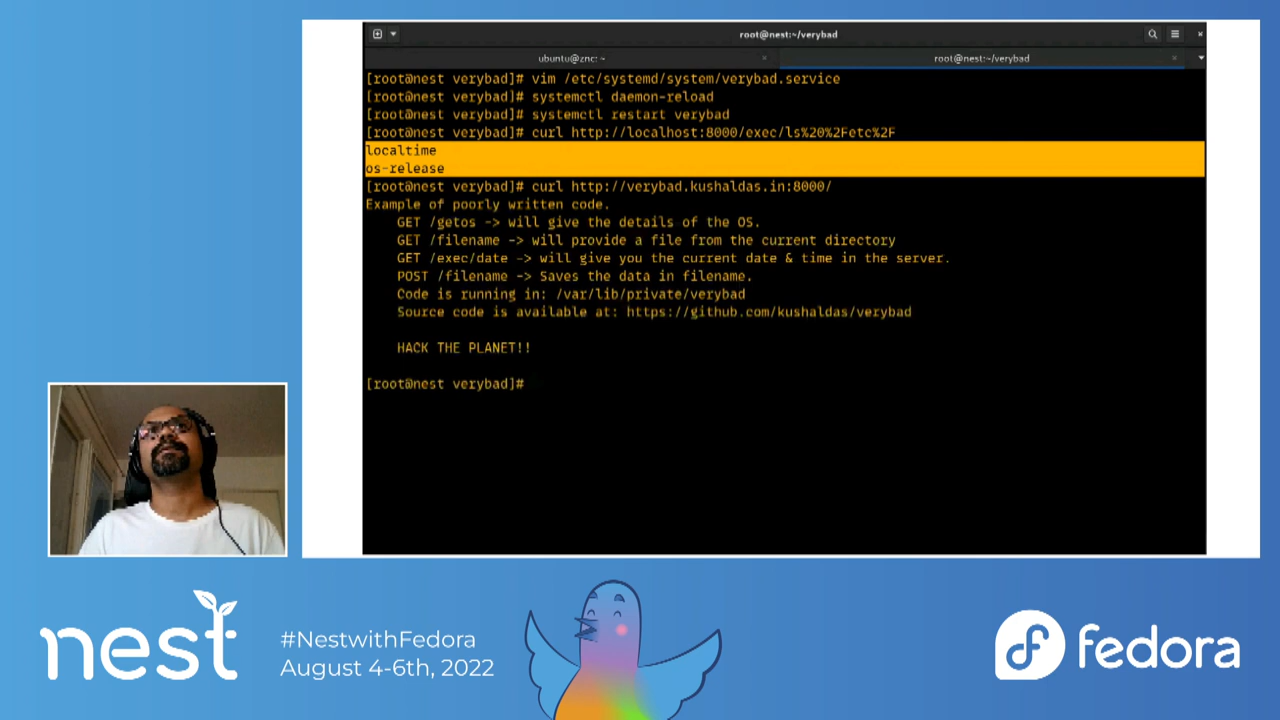 root@nest:~/verybad
ubuntu@znc: ~
root@nest:~/verybad
[root@nest verybad]# vim /etc/systemd/system/verybad.service
[root@nest verybad]# systemctl daemon-reload
[root@nest verybad]# systemctl restart verybad
[root@nest verybad]# curl http://localhost:8000/exec/ls%20%2Fetc%2F
localtime
os-release
[root@nest verybad]# curl http://verybad.kushaldas.in:8000/
Example of poorly written code.
GET /getos -> will give the details of the OS.
GET /filename -> will provide a file from the current directory
GET /exec/date -> will give you the current date & time in the server.
POST /filename -> Saves the data in filename.
Code is running in: /var/lib/private/verybad
Source code is available at: https://github.com/kushaldas/verybad
HACK THE PLANET!!
[root@nest verybad]#
nest
#NestwithFedora
August 4-6th, 2022
fedora